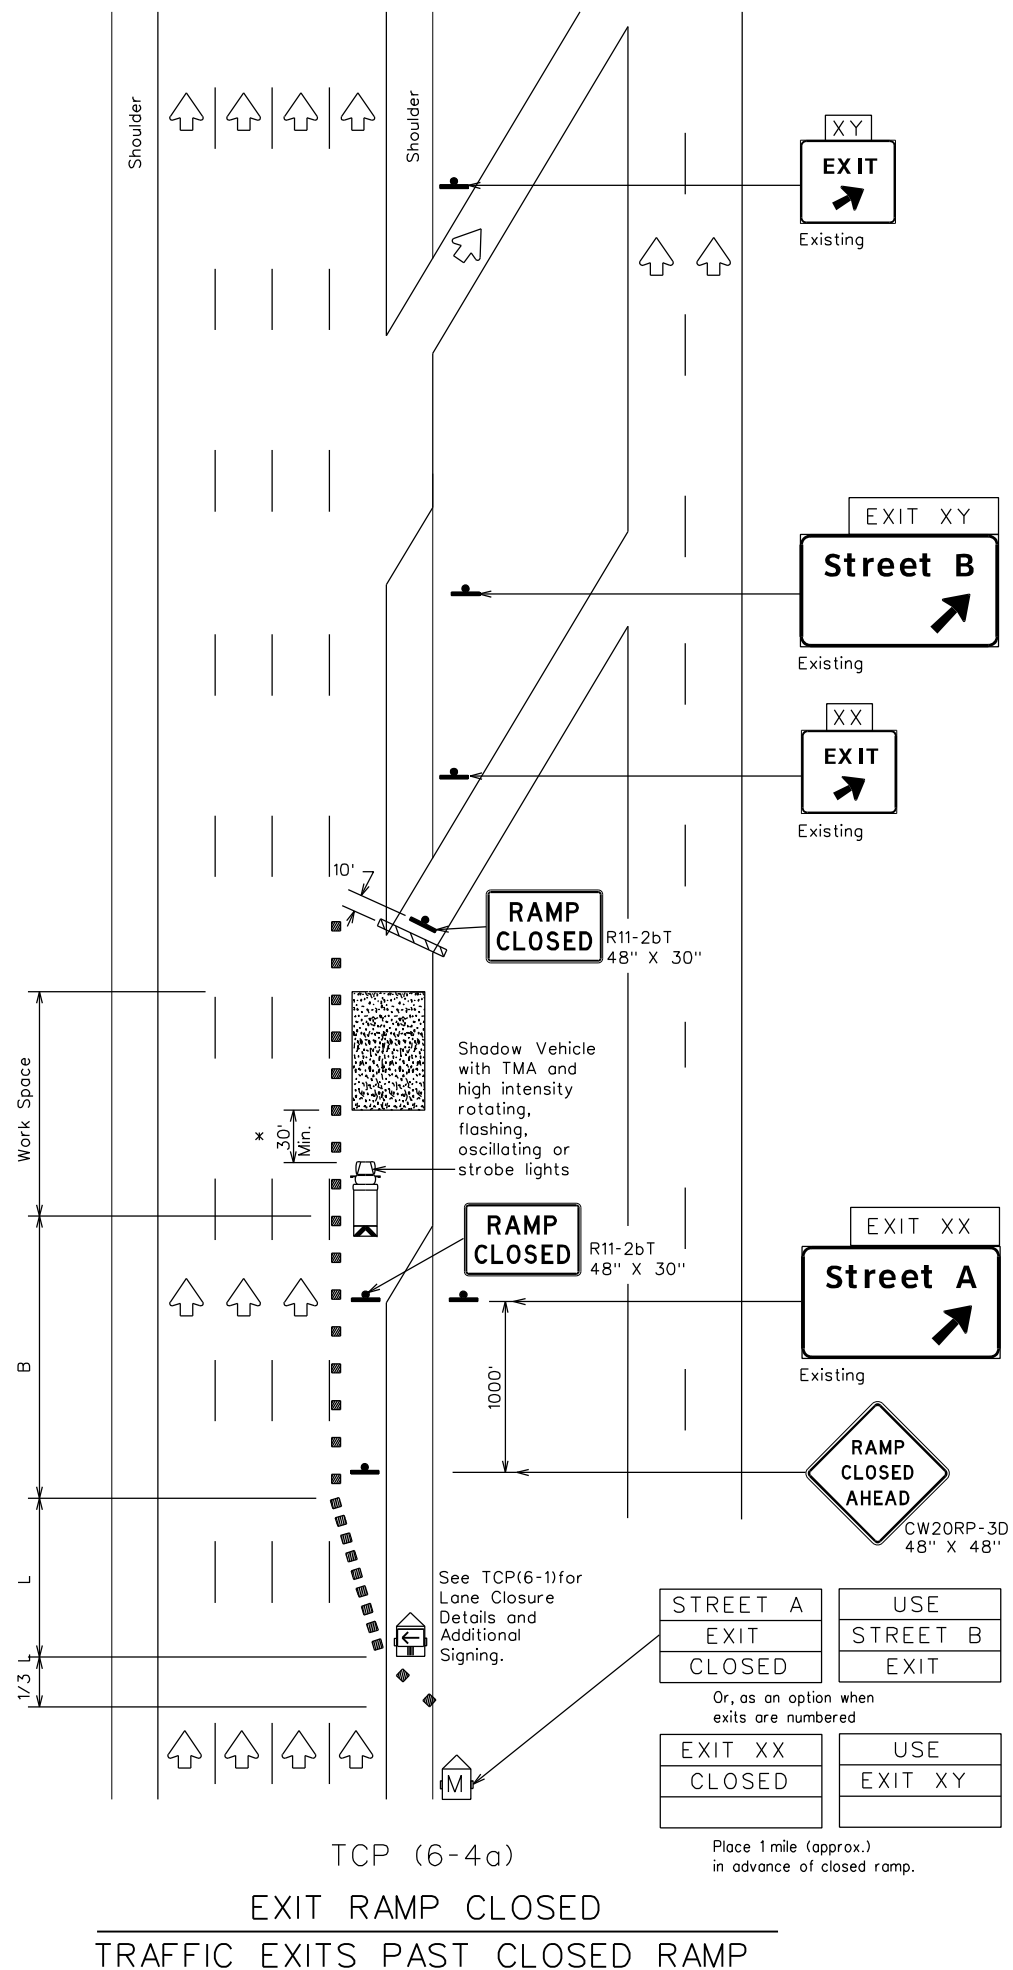 Shoulder
Shoulder
XY
EXIT
Existing
EXIT XY
Street B
Existing
XX
EXIT
Existing
10'
RAMP
CLOSED
R11-2bT
48" X 30"
Work Space
*
30'
Min.
Shadow Vehicle
with TMA and
high intensity
rotating,
flashing,
oscillating or
strobe lights
RAMP
CLOSED
R11-2bT
48" X 30"
EXIT XX
Street A
Existing
B
1000'
RAMP
CLOSED
AHEAD
CW20RP-3D
48" X 48"
L
See TCP(6-1)for
Lane Closure
Details and
Additional
Signing.
1/3 L
STREET A
EXIT
CLOSED
USE
STREET B
EXIT
Or, as an option when
exits are numbered
EXIT XX
CLOSED
USE
EXIT XY
M
Place 1 mile (approx.)
in advance of closed ramp.
TCP (6-4a)
EXIT RAMP CLOSED
TRAFFIC EXITS PAST CLOSED RAMP